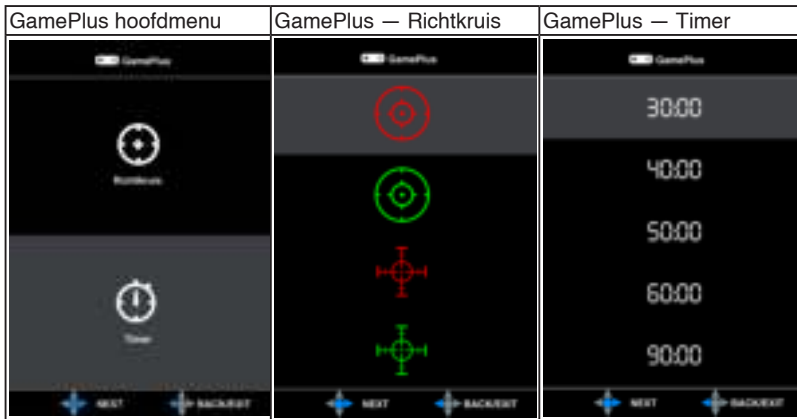 GamePlus hoofdmenu
GamePlus — Richtkruis
GamePlus — Timer
GamePlus
Richtkruis
Timer
NEXT
BACK/EXIT
GamePlus
NEXT
BACK/EXIT
GamePlus
30:00
40:00
50:00
60:00
90:00
NEXT
BACK/EXIT